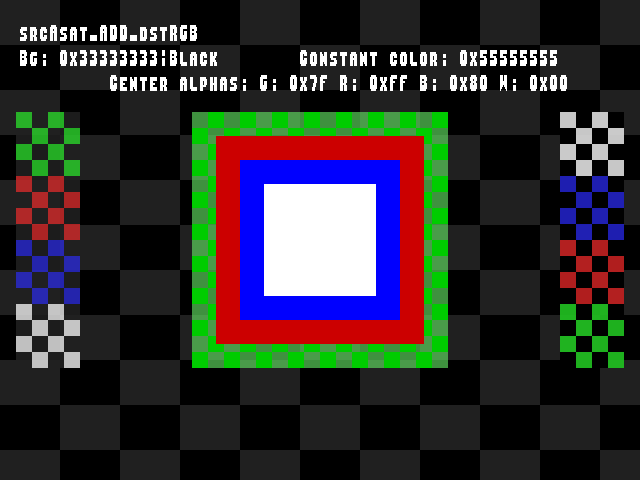 srcAsat_ADD_dstRGB
Bg: 0x33333333;Black Constant color: 0x55555555
Center alphas: G: 0x7F R: 0xFF B: 0x80 W: 0x00